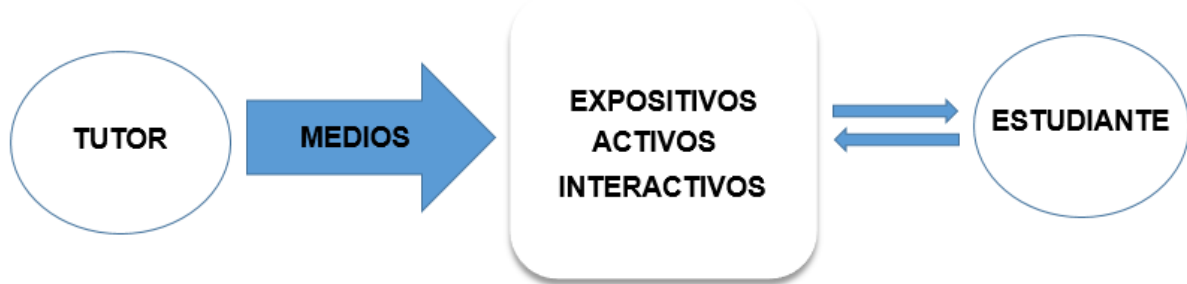 TUTOR
MEDIOS
EXPOSITIVOS
ACTIVOS
INTERACTIVOS
ESTUDIANTE